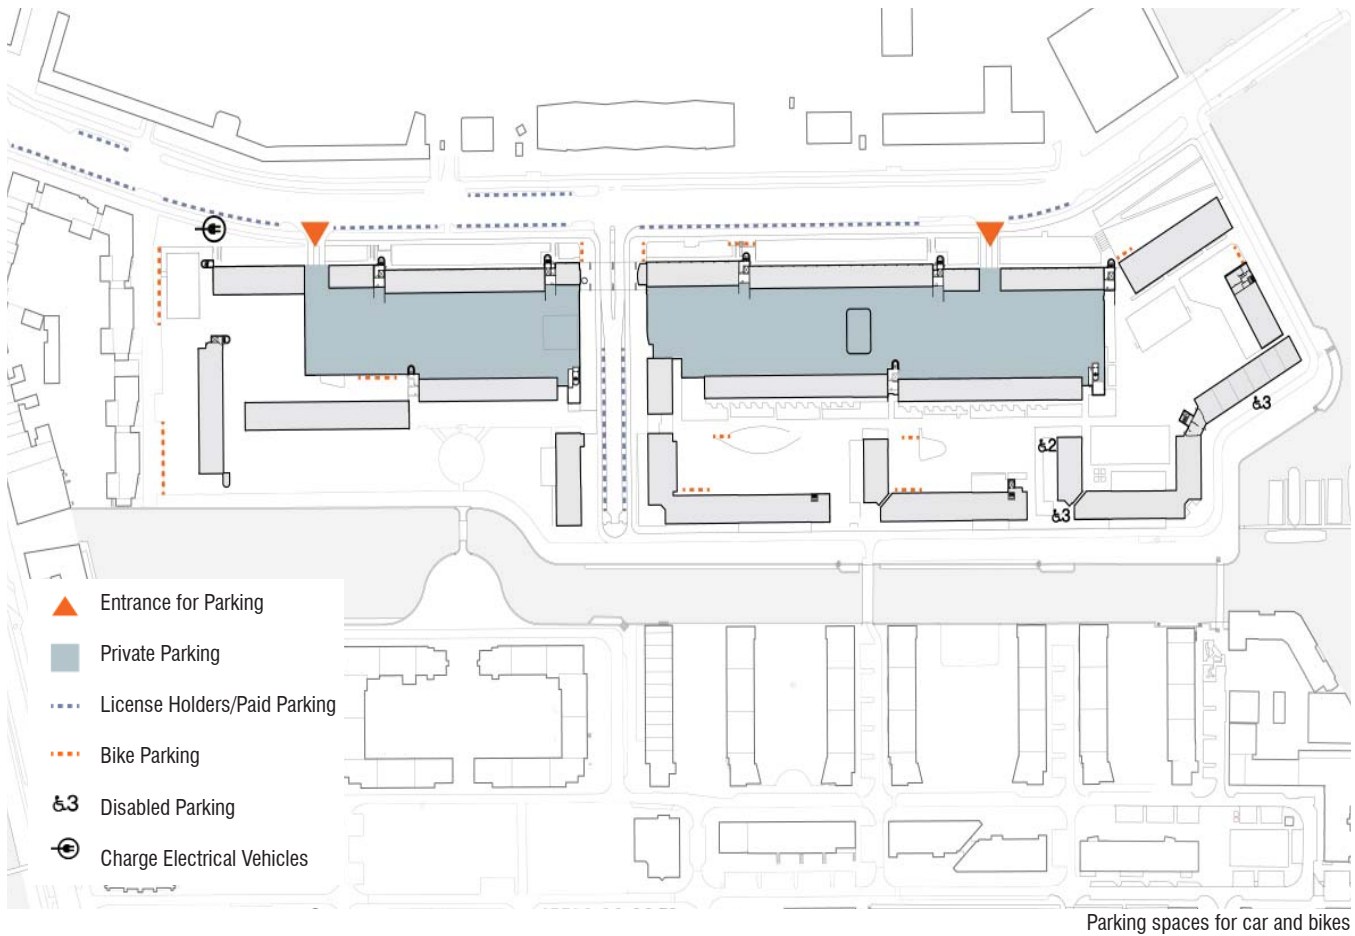 2
3
3
Entrance for Parking
Private Parking
License Holders/Paid Parking
Bike Parking
3 Disabled Parking
Charge Electrical Vehicles
Parking spaces for car and bikes